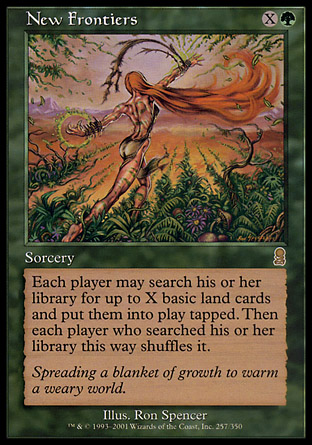 New Frontiers X
Sorcery
Each player may search his or her
library for up to X basic land cards
and put them into play tapped. Then
each player who searched his or her
library this way shuffles it.
Spreading a blanket of growth to warm
a weary world.
Illus. Ron Spencer
™ & © 1993–2001 Wizards of the Coast, Inc. 257/350